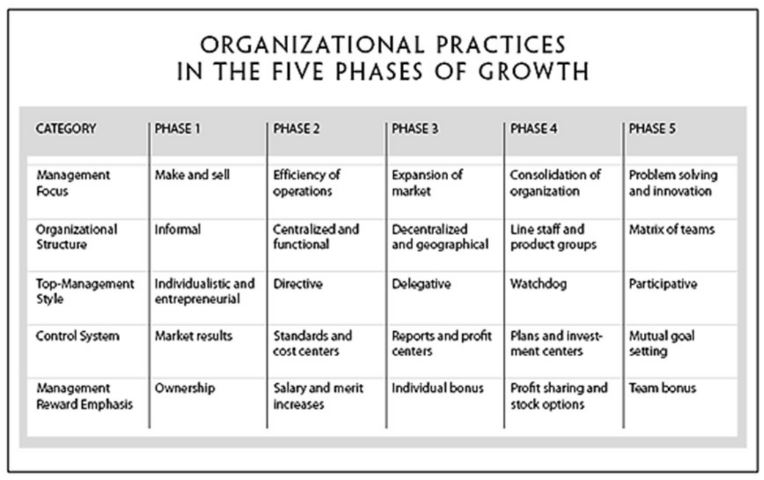 ORGANIZATIONAL PRACTICES
IN THE FIVE PHASES OF GROWTH
CATEGORY PHASE 1 PHASE 2 PHASE 3 PHASE 4 PHASE 5
Management Make and sell Efficiency of Expansion of Consolidation of Problem solving
Focus operations market organization and innovation
Organizational Informal Centralized and Decentralized Line staff and Matrix of teams
Structure functional and geographical product groups
Top-Management Individualistic and Directive Delegative Watchdog Participative
Style entrepreneurial
Control System Market results Standards and Reports and profit Plans and invest- Mutual goal
cost centers centers ment centers setting
Management Ownership Salary and merit Individual bonus Profit sharing and Team bonus
Reward Emphasis increases stock options